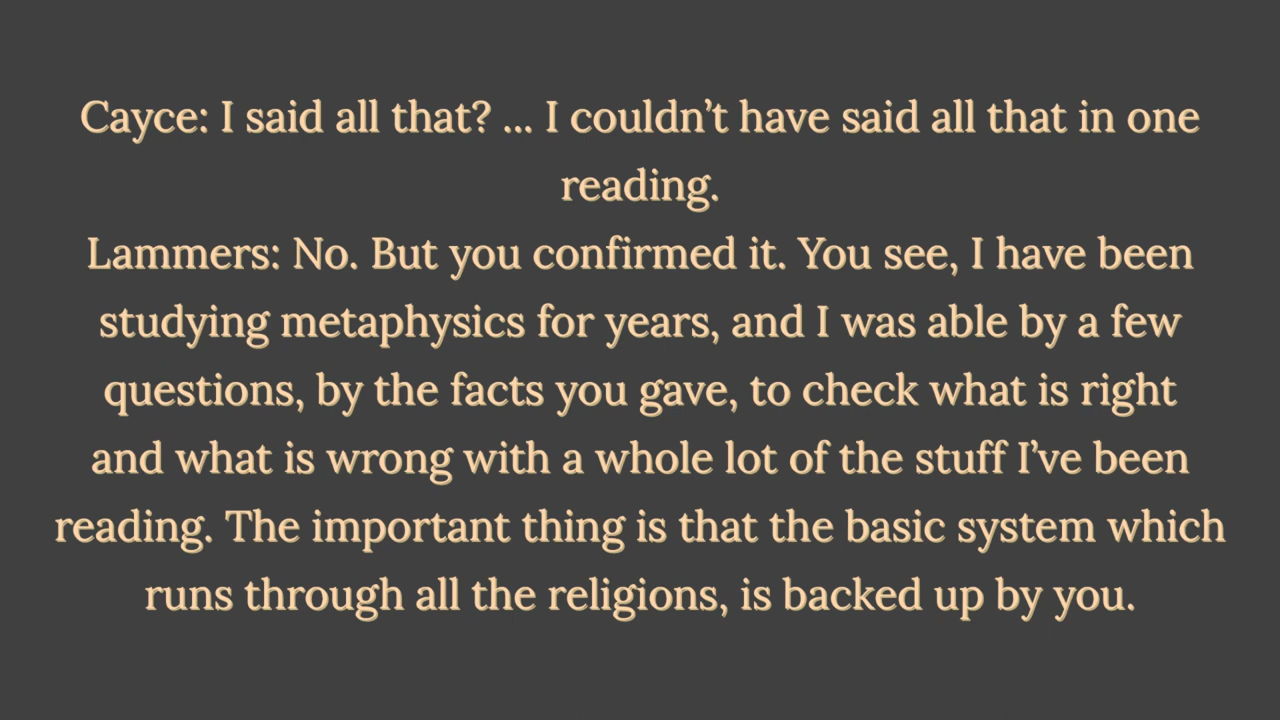 Cayce: I said all that? ... I couldn’t have said all that in one
reading.
Lammers: No. But you confirmed it. You see, I have been
studying metaphysics for years, and I was able by a few
questions, by the facts you gave, to check what is right
and what is wrong with a whole lot of the stuff I’ve been
reading. The important thing is that the basic system which
runs through all the religions, is backed up by you.